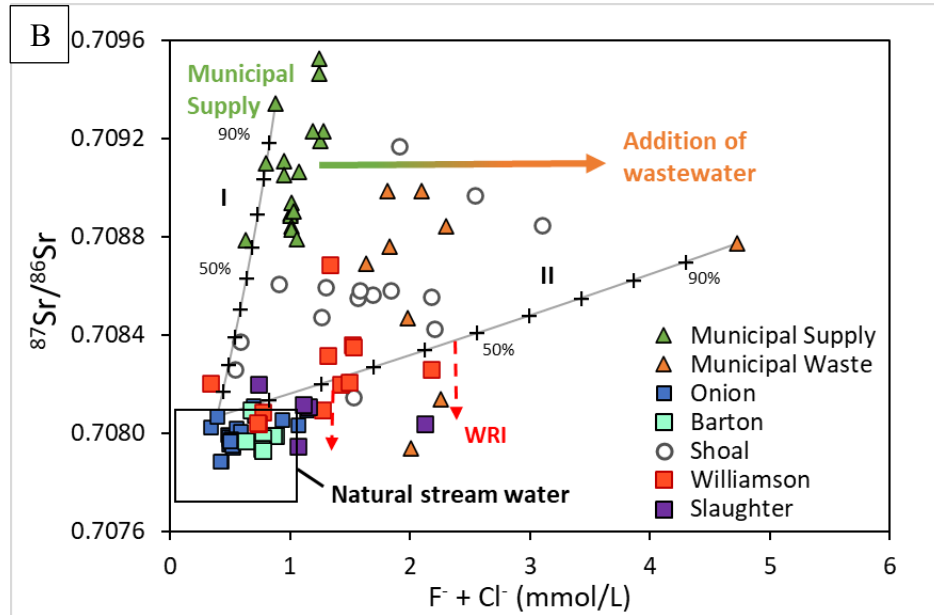 B
0.7096
0.7092
0.7088
0.7084
0.7080
0.7076
⁸⁷Sr/⁸⁶Sr
Municipal
Supply
90%
I
50%
Addition of
wastewater
II
90%
50%
WRI
Natural stream water
Municipal Supply
Municipal Waste
Onion
Barton
Shoal
Williamson
Slaughter
0 1 2 3 4 5 6
F⁻ + Cl⁻ (mmol/L)